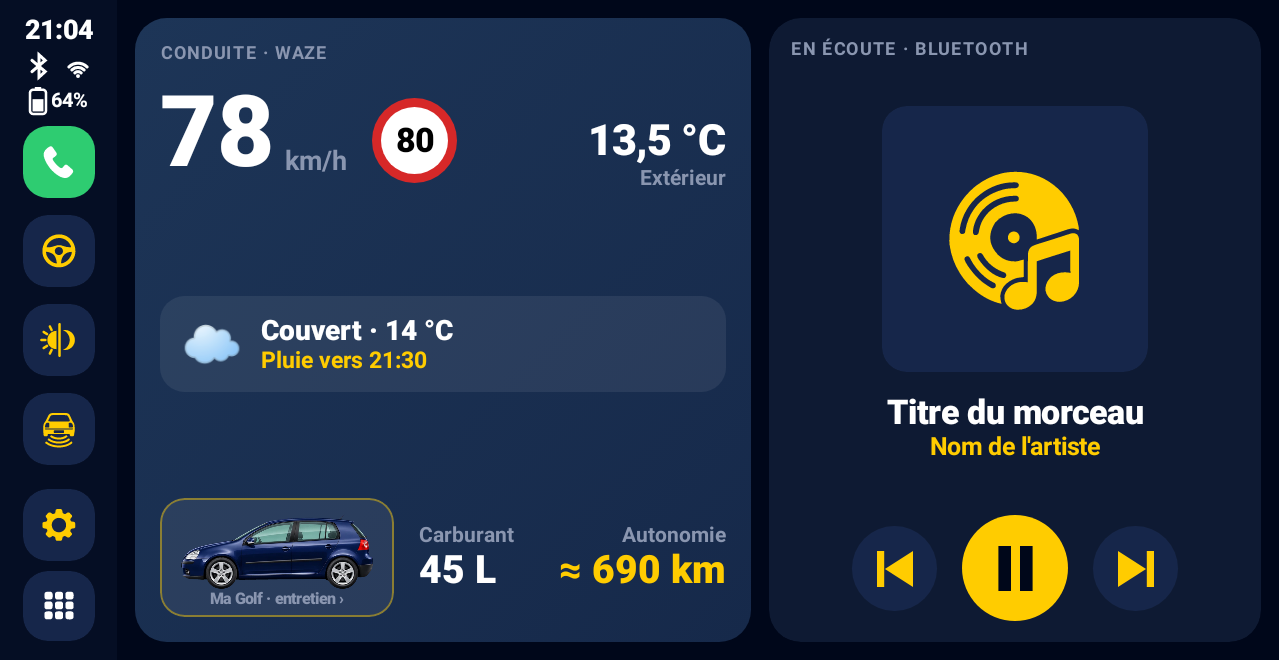 21:04
64%
CONDUITE · WAZE
78 km/h
80
13,5 °C
Extérieur
Couvert · 14 °C
Pluie vers 21:30
Ma Golf · entretien ›
Carburant
45 L
Autonomie
≈ 690 km
EN ÉCOUTE · BLUETOOTH
Titre du morceau
Nom de l'artiste